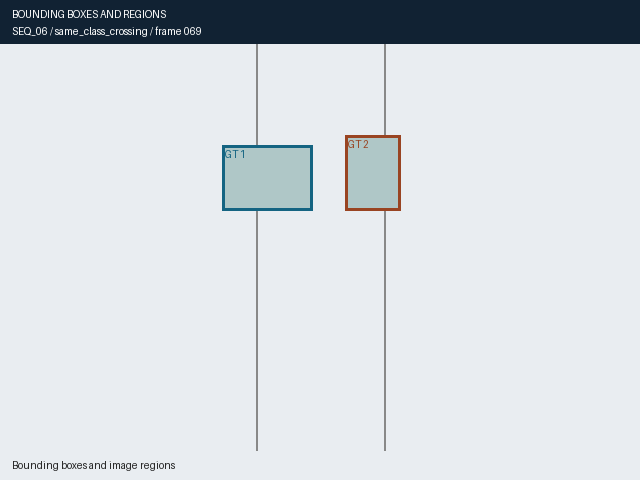 BOUNDING BOXES AND REGIONS
SEQ_06 / same_class_crossing / frame 069
GT1
GT2
Bounding boxes and image regions